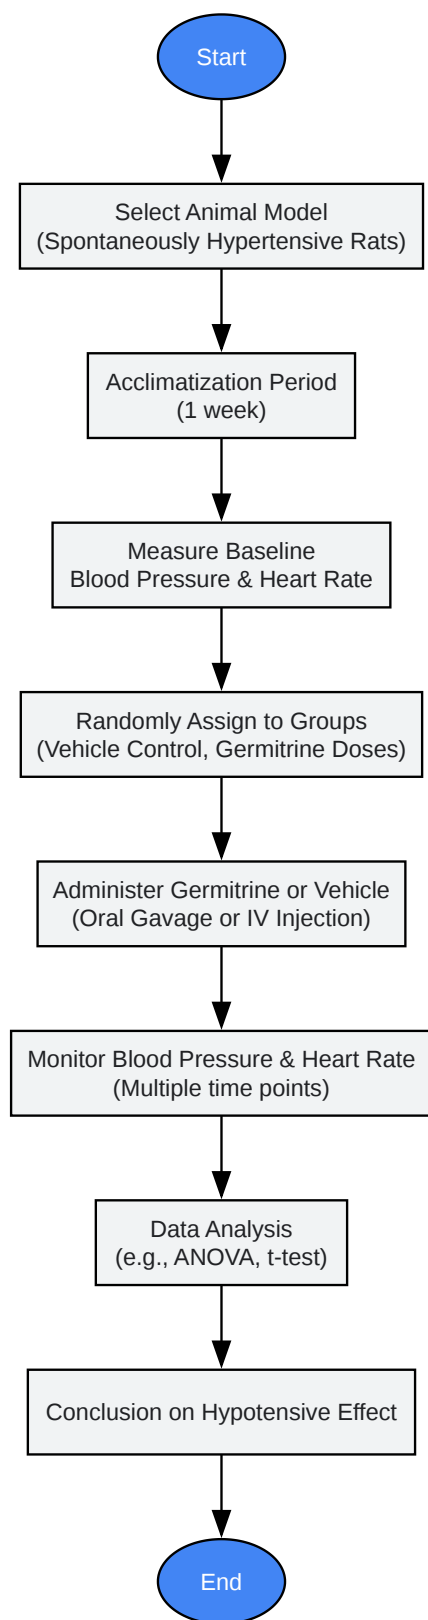 Start
Select Animal Model
(Spontaneously Hypertensive Rats)
Acclimatization Period
(1 week)
Measure Baseline
Blood Pressure & Heart Rate
Randomly Assign to Groups
(Vehicle Control, Germitrine Doses)
Administer Germitrine or Vehicle
(Oral Gavage or IV Injection)
Monitor Blood Pressure & Heart Rate
(Multiple time points)
Data Analysis
(e.g., ANOVA, t-test)
Conclusion on Hypotensive Effect
End